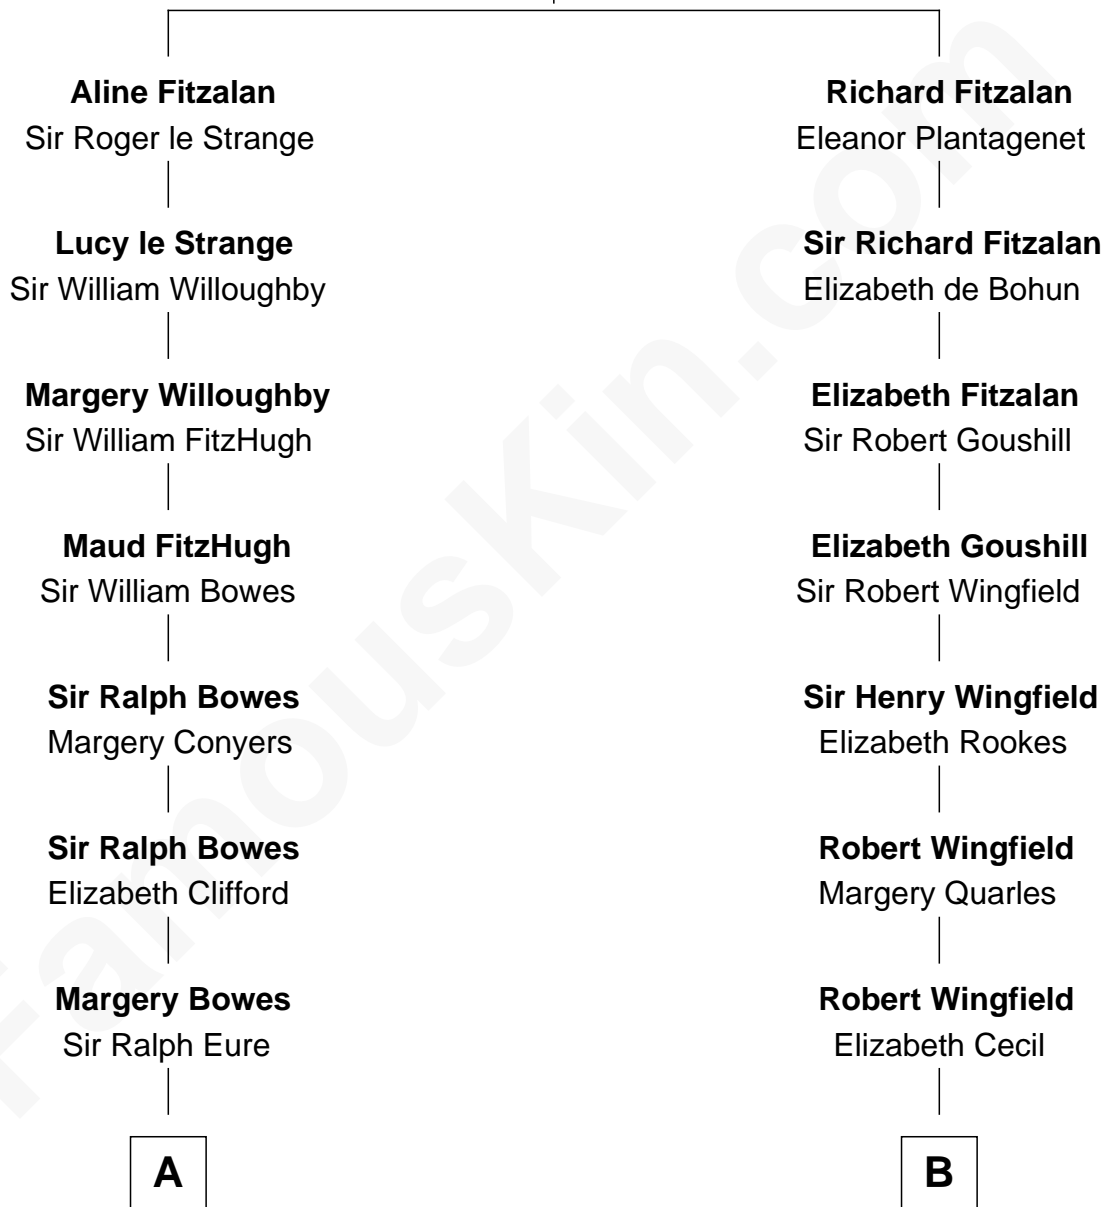 Aline Fitzalan
Sir Roger le Strange
Lucy le Strange
Sir William Willoughby
Margery Willoughby
Sir William FitzHugh
Maud FitzHugh
Sir William Bowes
Sir Ralph Bowes
Margery Conyers
Sir Ralph Bowes
Elizabeth Clifford
Margery Bowes
Sir Ralph Eure
A
Richard Fitzalan
Eleanor Plantagenet
Sir Richard Fitzalan
Elizabeth de Bohun
Elizabeth Fitzalan
Sir Robert Goushill
Elizabeth Goushill
Sir Robert Wingfield
Sir Henry Wingfield
Elizabeth Rookes
Robert Wingfield
Margery Quarles
Robert Wingfield
Elizabeth Cecil
B
FamousKin.com